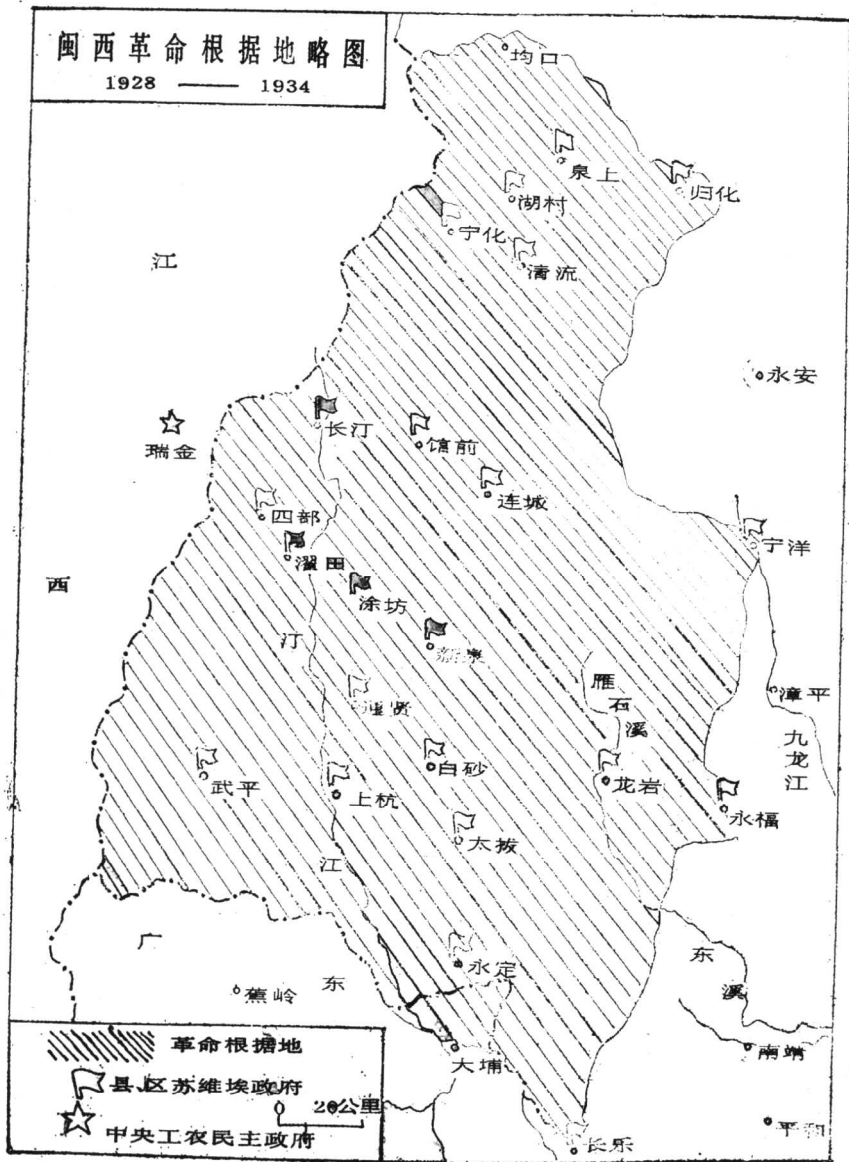 闽西革命根据地略图
1928 —— 1934
均口
泉上
归化
湖村
宁化
清流
江
永安
长汀
瑞金
馆前
连城
四部
宁洋
濯田
西
涂坊
汀
新泉
雁石溪
漳平
九龙江
白砂
武平
上杭
龙岩
永福
太拔
江
广
永定
东
东
溪
蕉岭
革命根据地
大埔
南靖
县、区苏维埃政府
0 20公里
中央工农民主政府
平和
长乐